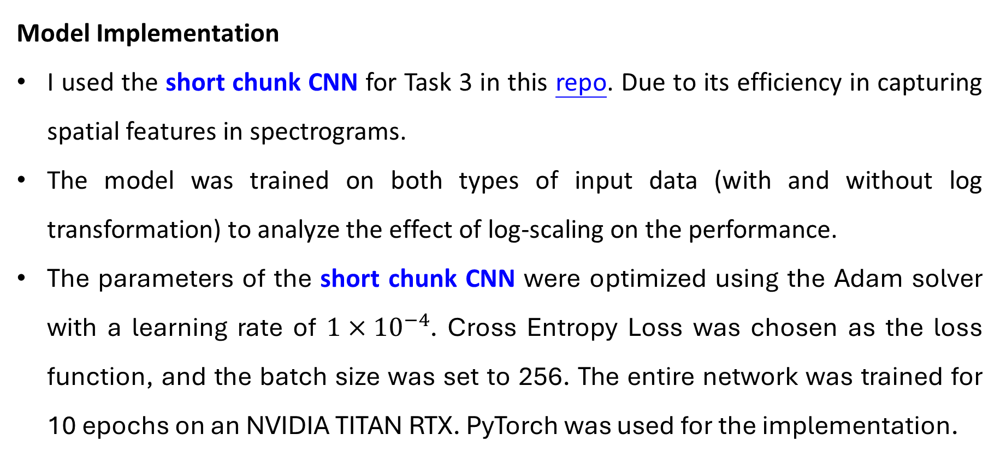 Model Implementation
• I used the short chunk CNN for Task 3 in this repo. Due to its efficiency in capturing
spatial features in spectrograms.
• The model was trained on both types of input data (with and without log
transformation) to analyze the effect of log-scaling on the performance.
• The parameters of the short chunk CNN were optimized using the Adam solver
with a learning rate of 1 × 10⁻⁴. Cross Entropy Loss was chosen as the loss
function, and the batch size was set to 256. The entire network was trained for
10 epochs on an NVIDIA TITAN RTX. PyTorch was used for the implementation.